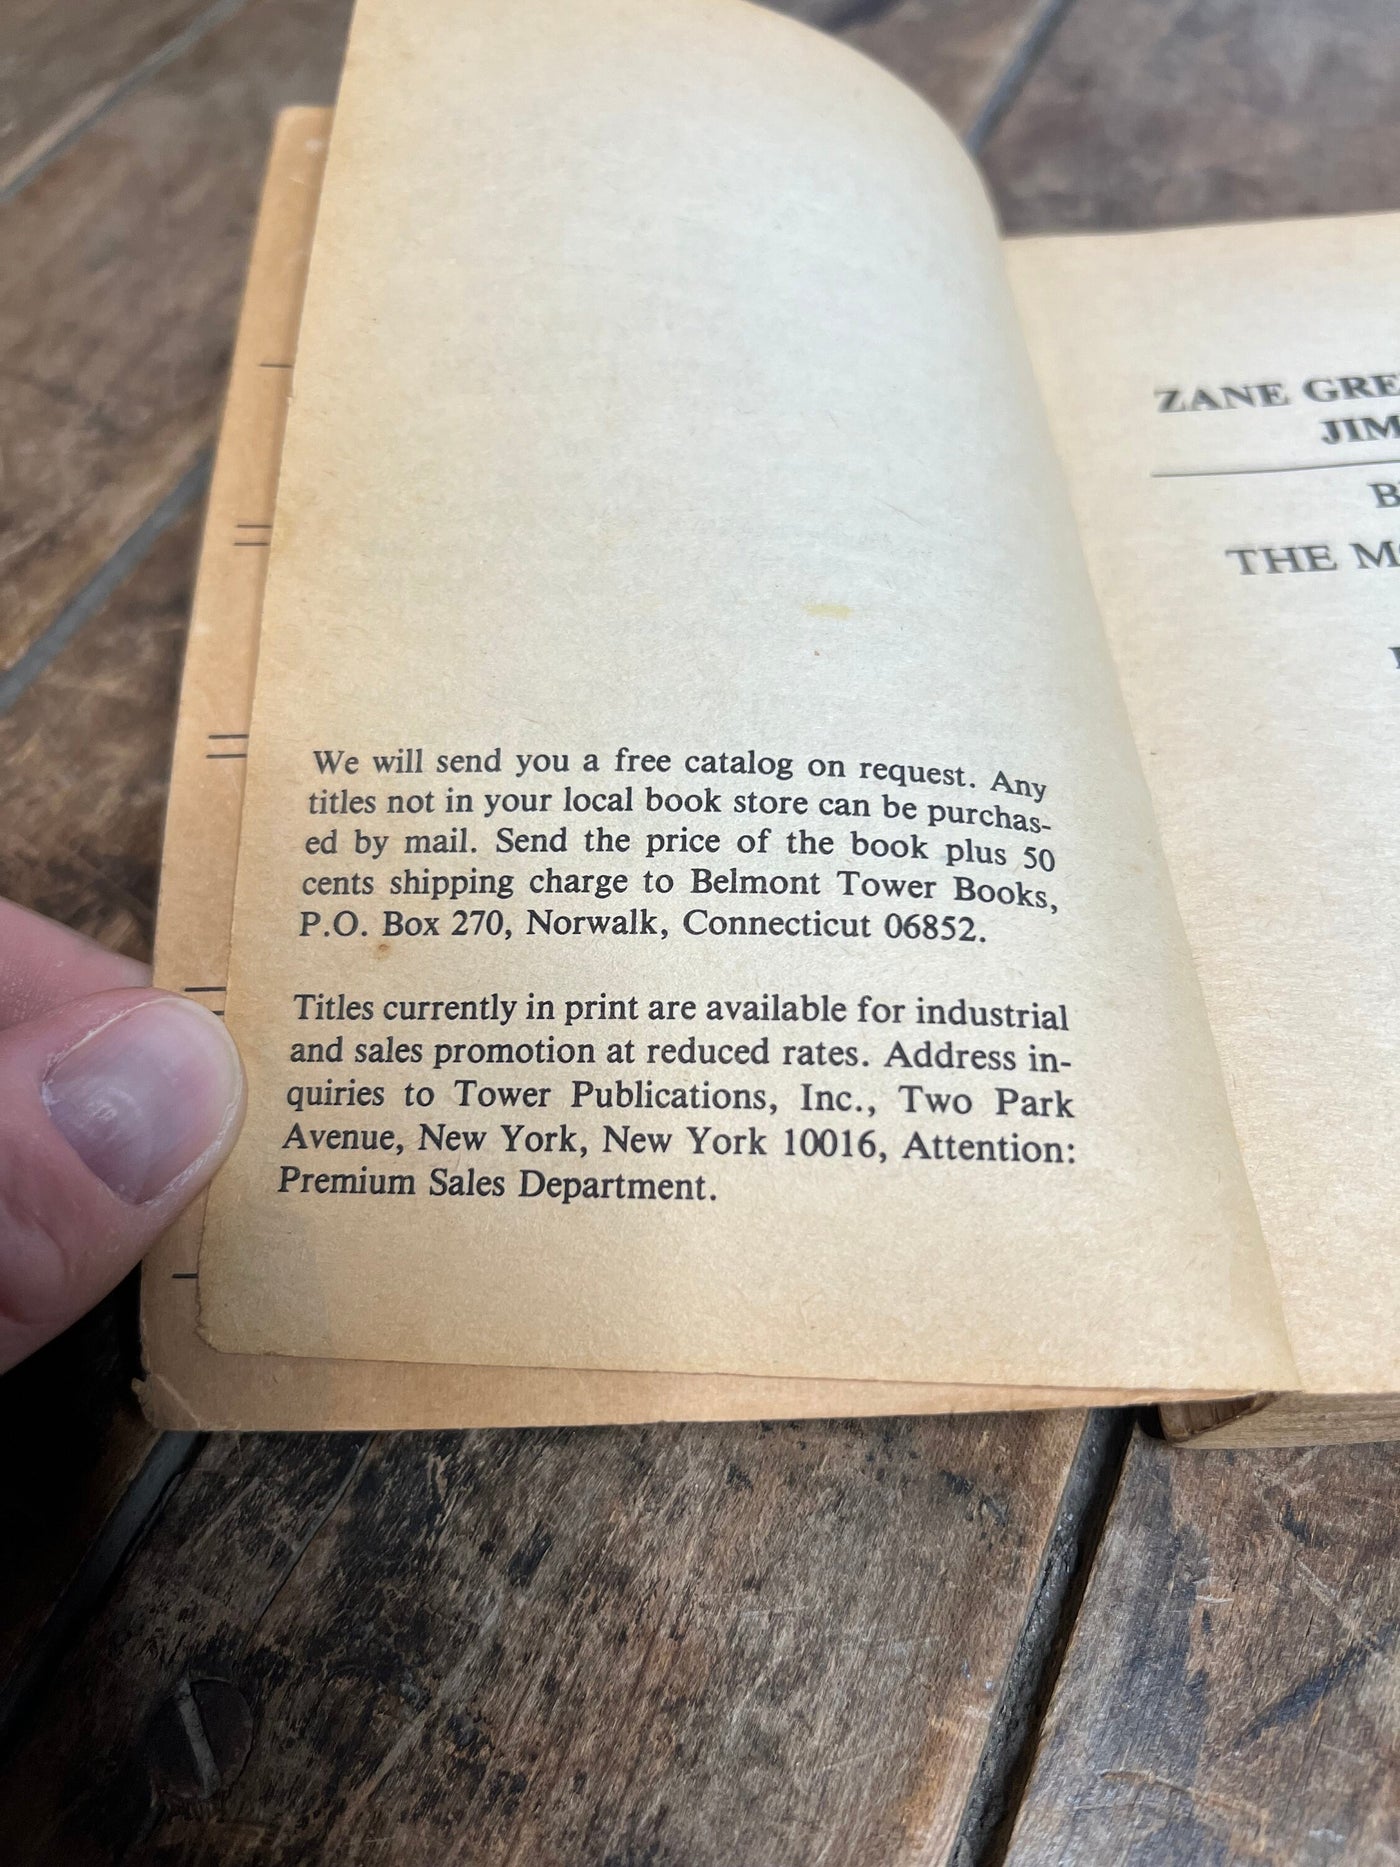 We will send you a free catalog on request. Any
titles not in your local book store can be purchas-
ed by mail. Send the price of the book plus 50
cents shipping charge to Belmont Tower Books,
P.O. Box 270, Norwalk, Connecticut 06852.
Titles currently in print are available for industrial
and sales promotion at reduced rates. Address in-
quiries to Tower Publications, Inc., Two Park
Avenue, New York, New York 10016, Attention:
Premium Sales Department.
ZANE
JIM
THE